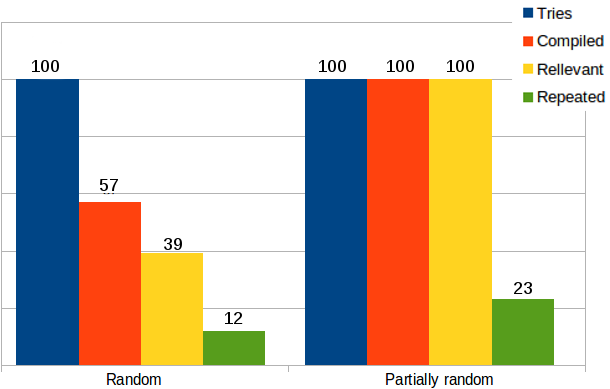 Tries
Compiled
Rellevant
Repeated
100
57
39
12
100
100
100
23
Random
Partially random